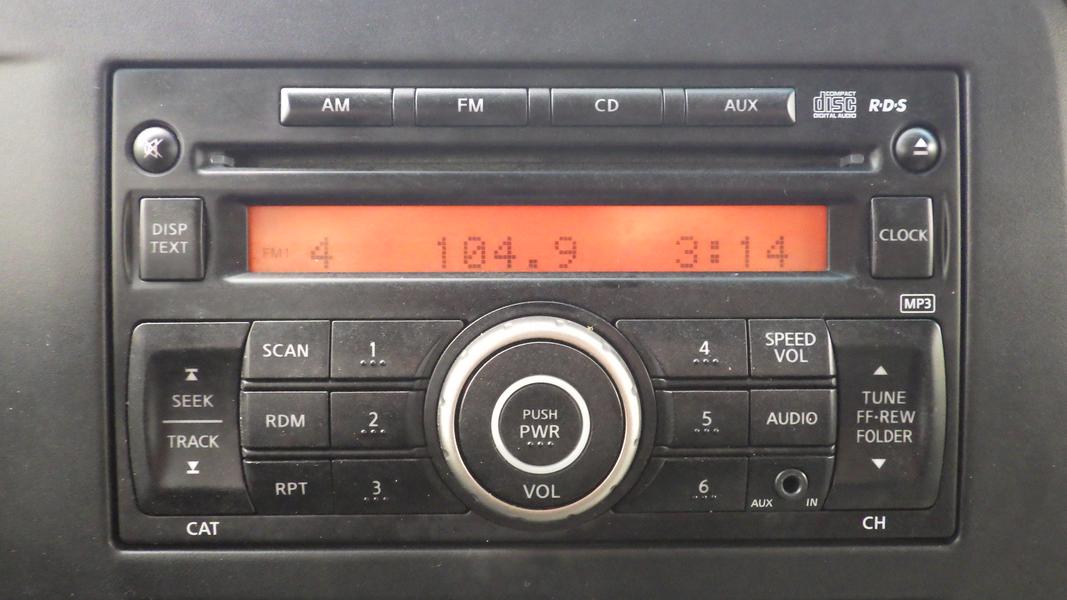 AM FM CD AUX COMPACT disc DIGITAL AUDIO R·D·S
DISP
TEXT
FM1 4 104.9 3:14
CLOCK
MP3
SCAN 1 4 SPEED
VOL
SEEK
TRACK
RDM 2 PUSH
PWR
5 AUDIO
TUNE
FF·REW
FOLDER
RPT 3 VOL 6 AUX IN
CAT CH